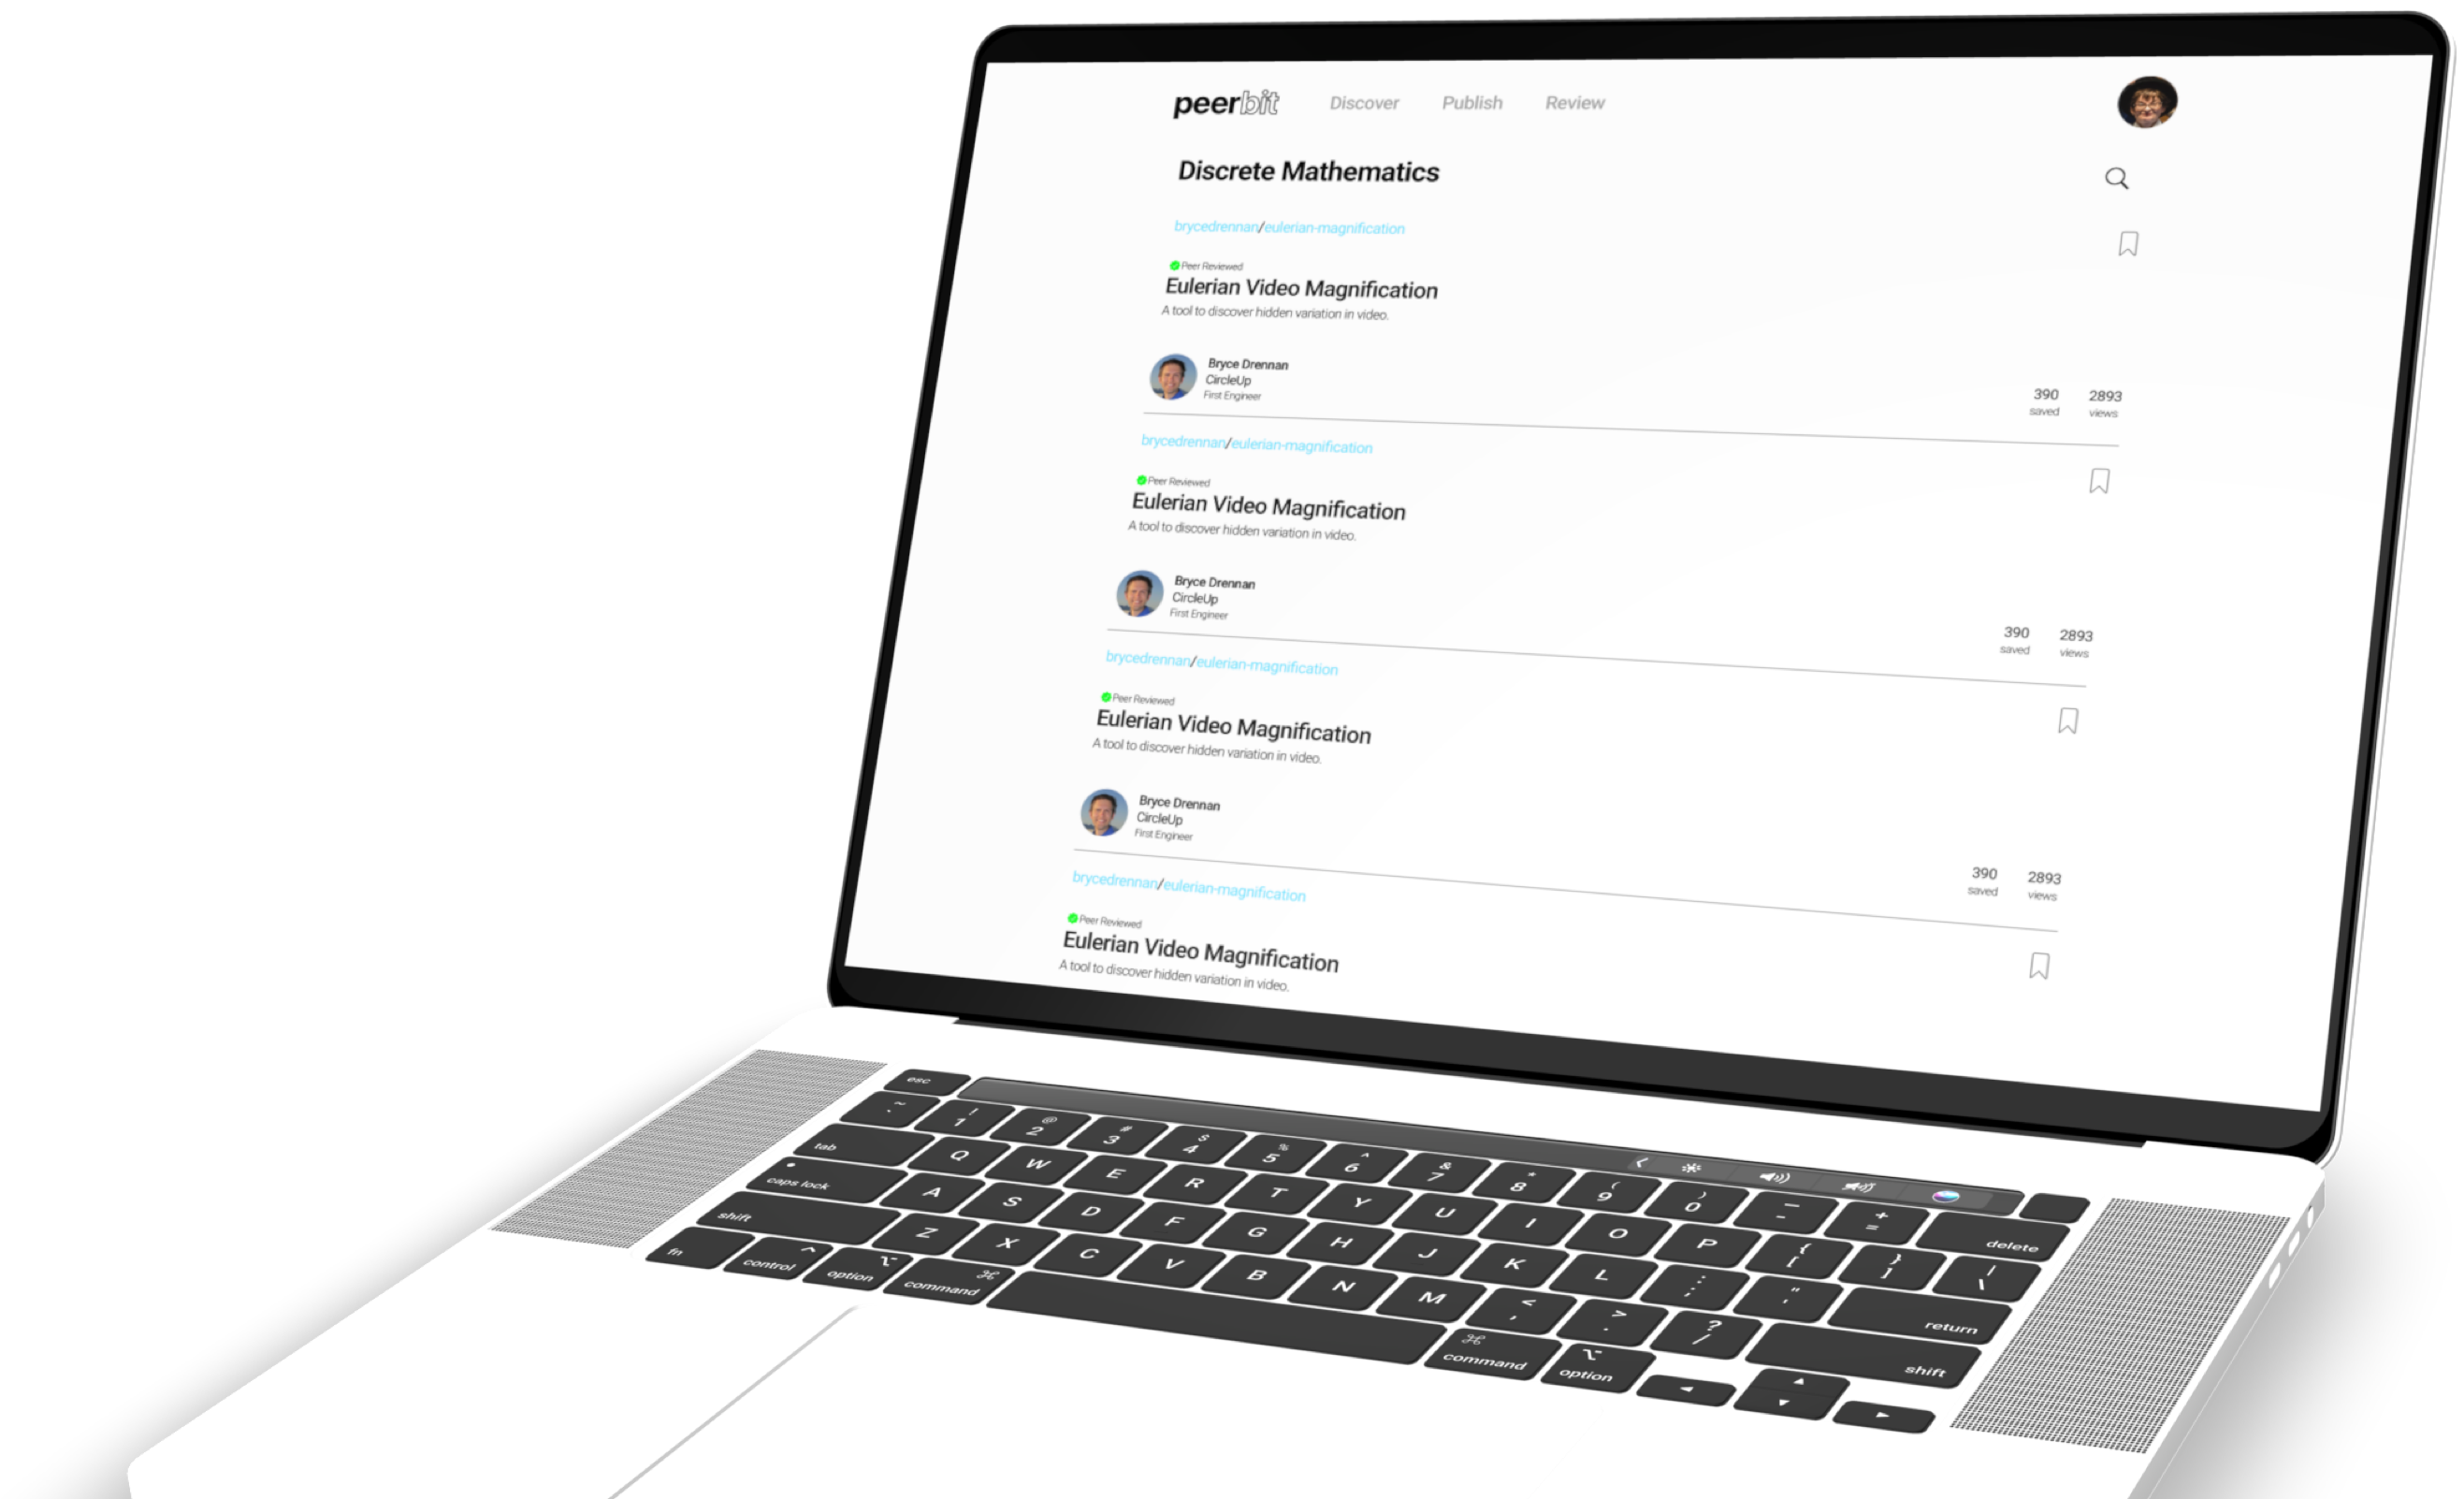 peerbit Discover Publish Review
Discrete Mathematics
brycedrennan/eulerian-magnification
Peer Reviewed
Eulerian Video Magnification
A tool to discover hidden variation in video.
Bryce Drennan
CircleUp
First Engineer
390 2893
saved views
brycedrennan/eulerian-magnification
Peer Reviewed
Eulerian Video Magnification
A tool to discover hidden variation in video.
Bryce Drennan
CircleUp
First Engineer
390 2893
saved views
brycedrennan/eulerian-magnification
Peer Reviewed
Eulerian Video Magnification
A tool to discover hidden variation in video.
Bryce Drennan
CircleUp
First Engineer
390 2893
saved views
brycedrennan/eulerian-magnification
Peer Reviewed
Eulerian Video Magnification
A tool to discover hidden variation in video.
esc
~ ! @ # $ % ^ & * ( ) — +
` 1 2 3 4 5 6 7 8 9 0 - = delete
tab Q W E R T Y U I O P { [ } ] | \
caps lock A S D F G H J K L : ; " ' return
shift Z X C V B N M < , > . ? / shift
fn control option command command option